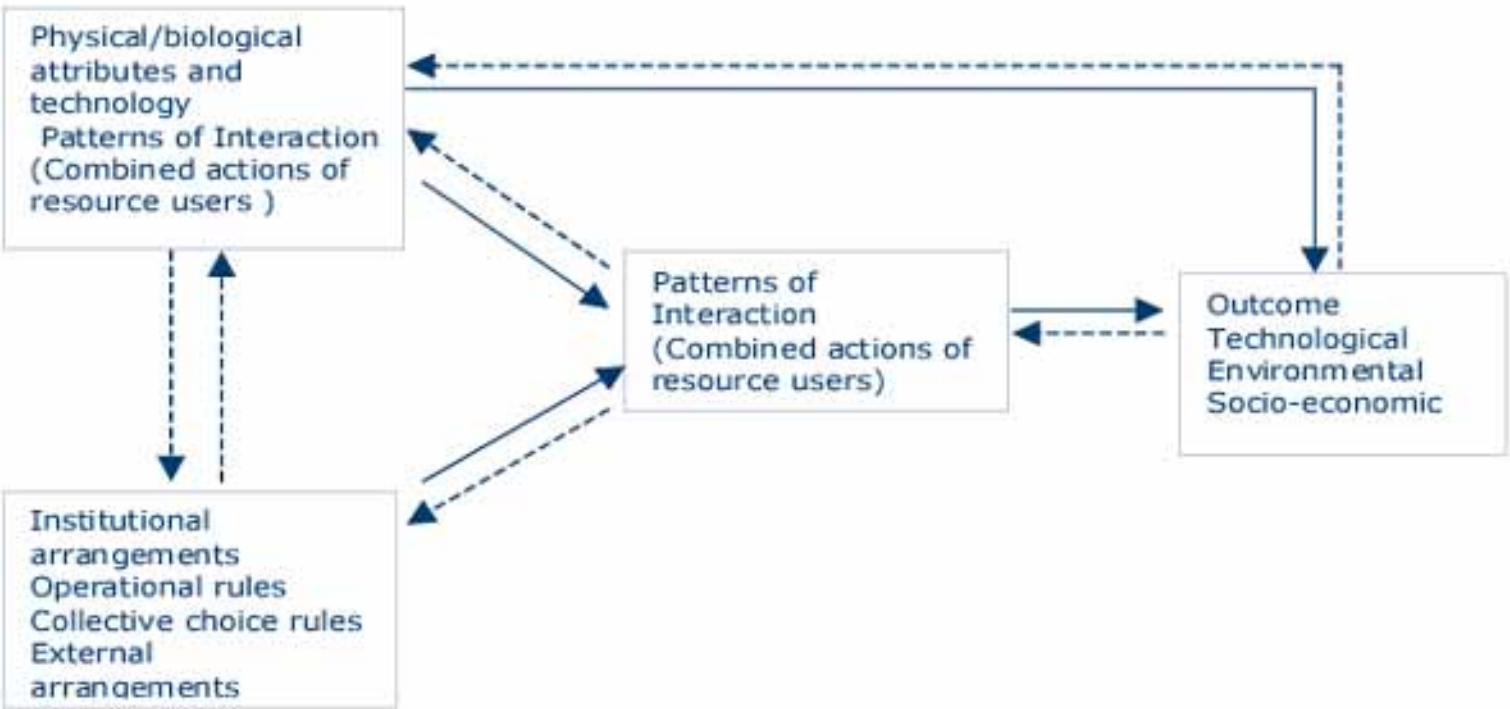 Physical/biological
attributes and
technology
Patterns of Interaction
(Combined actions of
resource users )
Patterns of
Interaction
(Combined actions of
resource users)
Outcome
Technological
Environmental
Socio-economic
Institutional
arrangements
Operational rules
Collective choice rules
External
arrangements